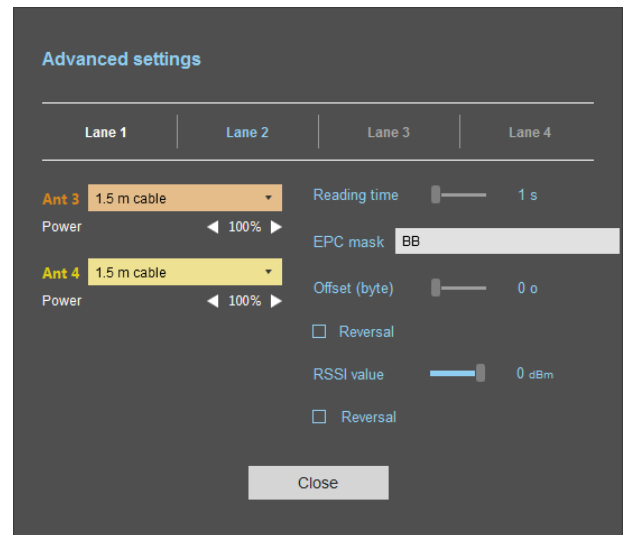 Advanced settings
Lane 1 Lane 2 Lane 3 Lane 4
Ant 3 1.5 m cable
Power 100%
Ant 4 1.5 m cable
Power 100%
Reading time 1 s
EPC mask BB
Offset (byte) 0 o
Reversal
RSSI value 0 dBm
Reversal
Close